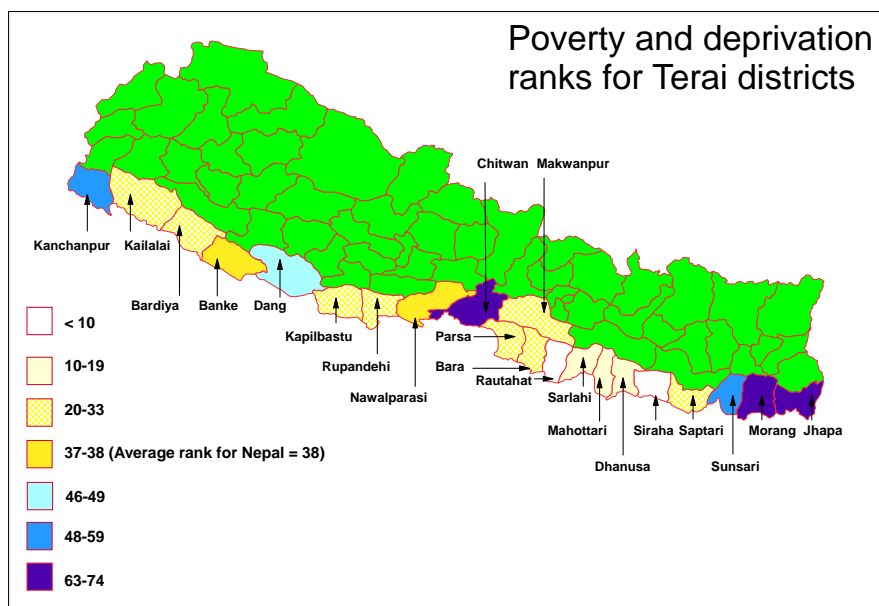 Poverty and deprivation
ranks for Terai districts
Chitwan
Makwanpur
Kanchanpur
Kailalai
Bardiya
Banke
Dang
Kapilbastu
Parsa
Rupandehi
Bara
Rautahat
Nawalparasi
Sarlahi
Mahottari
Siraha
Saptari
Morang
Jhapa
Dhanusa
Sunsari
< 10
10-19
20-33
37-38 (Average rank for Nepal = 38)
46-49
48-59
63-74